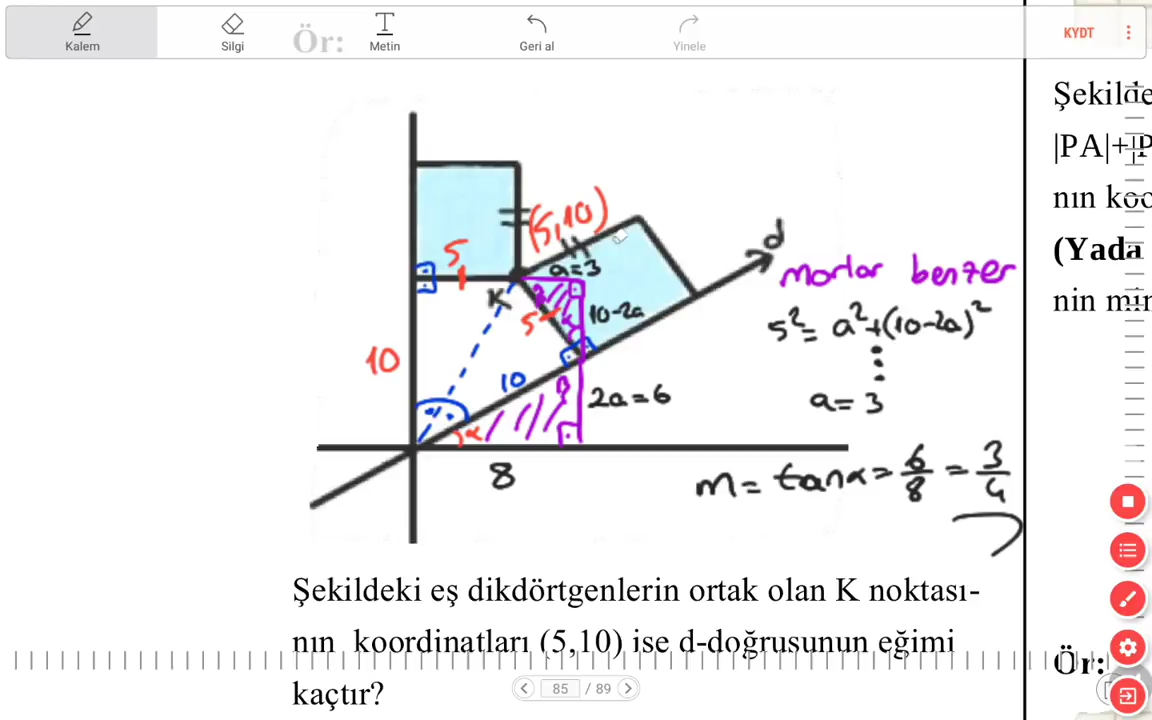 Kalem
Silgi
Ör:
Metin
Geri al
Yinele
KYDT
Şekilde
|PA|+|P
nın koo
(Yada
nin min
(5,10)
5
d
a=3
K
morlar benzer
5
10-2a
5²= a²+(10-2a)²
10
10
β
2a=6
a= 3
α
8
m= tanα= 6/8 = 3/4
Şekildeki eş dikdörtgenlerin ortak olan K noktası-
nın koordinatları (5,10) ise d-doğrusunun eğimi
kaçtır?
Ör:
85 / 89